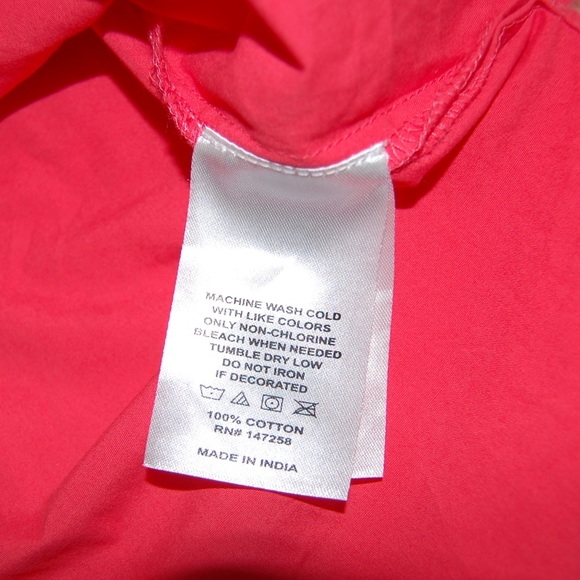 MACHINE WASH COLD
WITH LIKE COLORS
ONLY NON-CHLORINE
BLEACH WHEN NEEDED
TUMBLE DRY LOW
DO NOT IRON
IF DECORATED
100% COTTON
RN# 147258
MADE IN INDIA